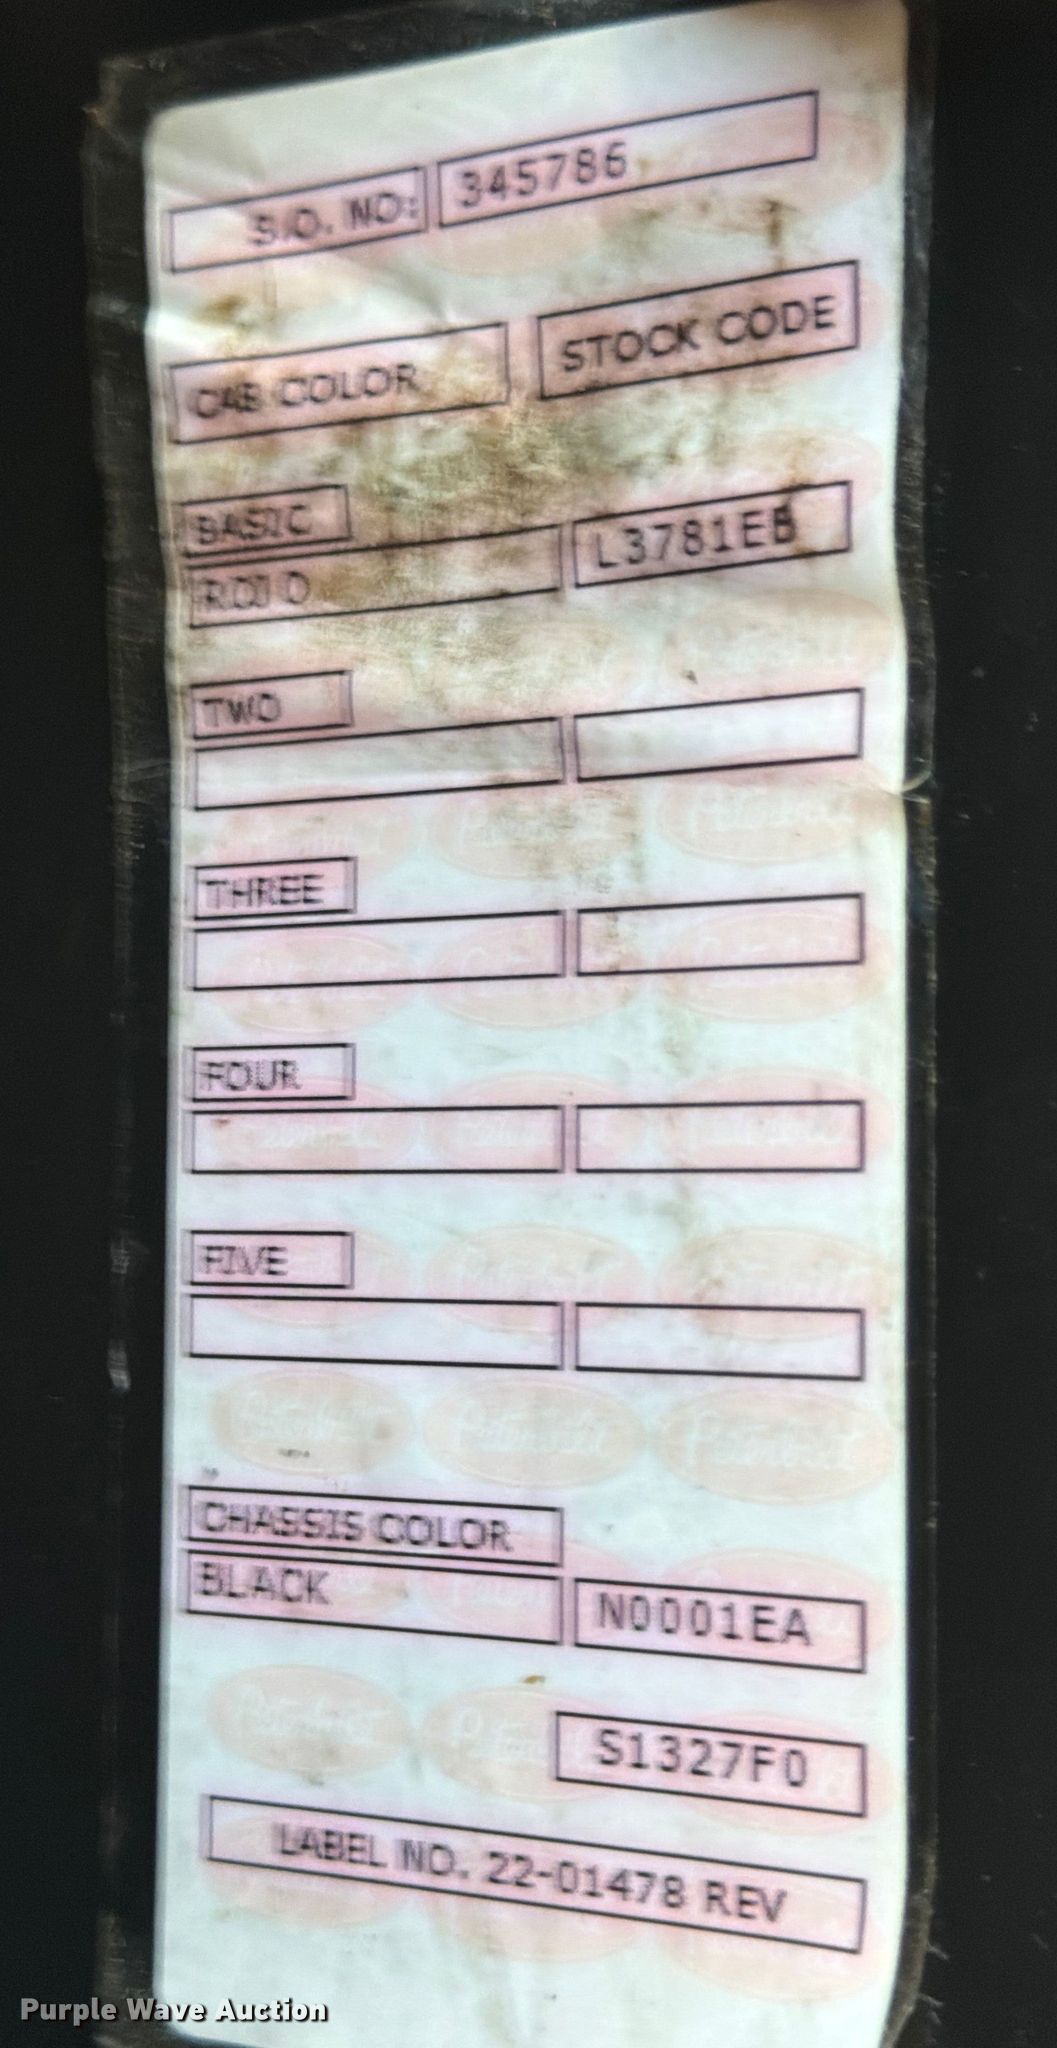 S.O. NO: 345786
CAB COLOR STOCK CODE
BASIC
L3781EB
TWO
THREE
FOUR
FIVE
CHASSIS COLOR
BLACK N0001EA
S1327F0
LABEL NO. 22-01478 REV
Purple Wave Auction